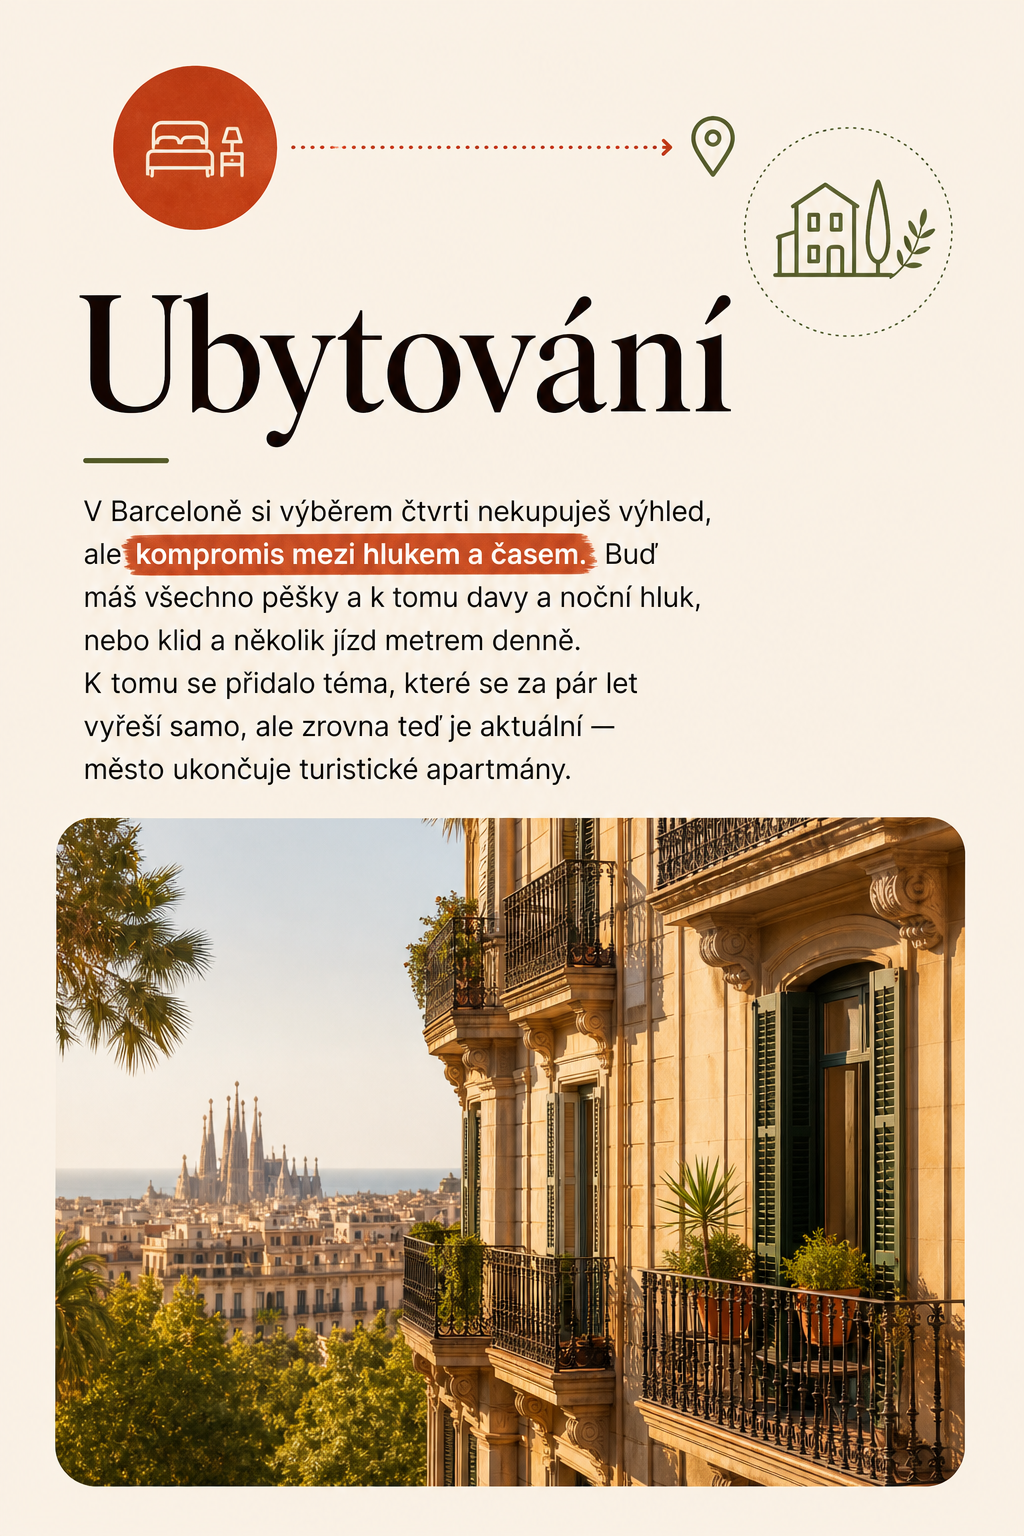 Ubytování
V Barceloně si výběrem čtvrti nekupuješ výhled,
ale kompromis mezi hlukem a časem. Buď
máš všechno pěšky a k tomu davy a noční hluk,
nebo klid a několik jízd metrem denně.
K tomu se přidalo téma, které se za pár let
vyřeší samo, ale zrovna teď je aktuální —
město ukončuje turistické apartmány.